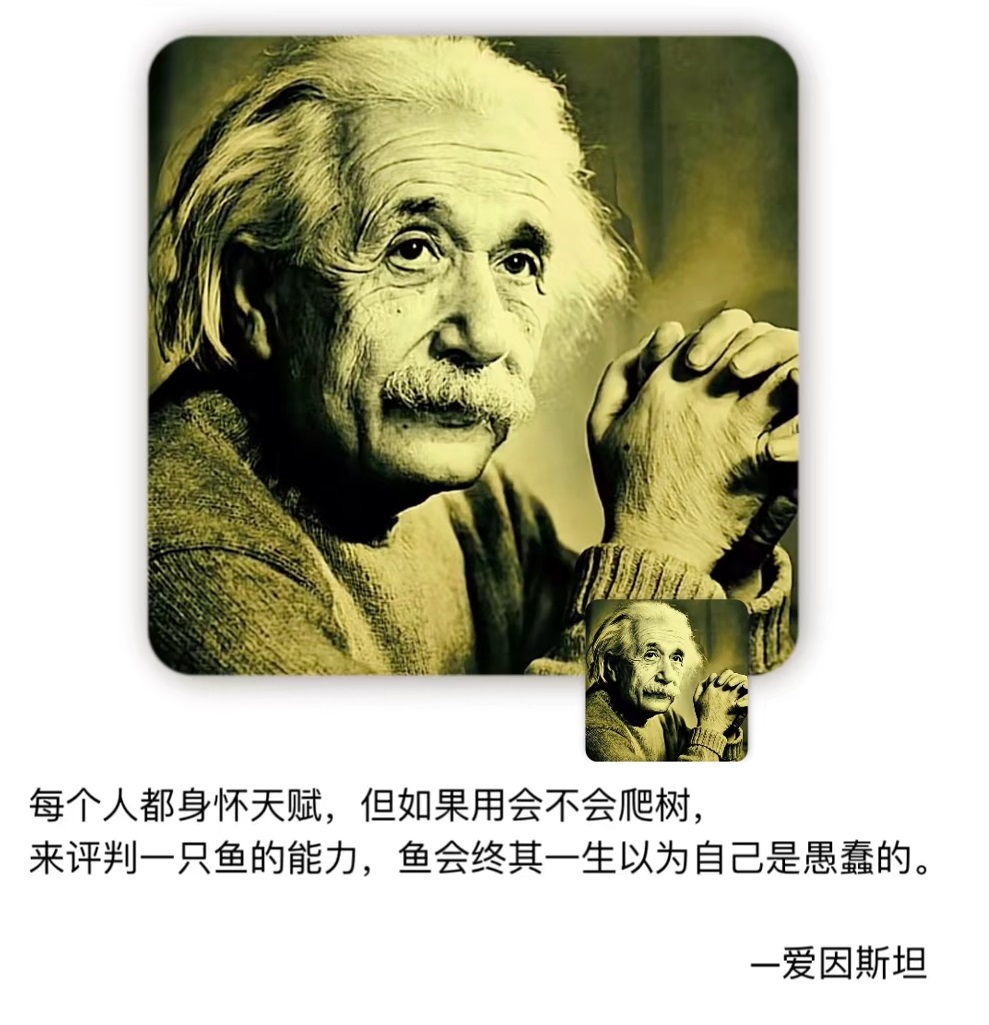 每个人都身怀天赋，但如果用会不会爬树，
来评判一只鱼的能力，鱼会终其一生以为自己是愚蠢的。
—爱因斯坦